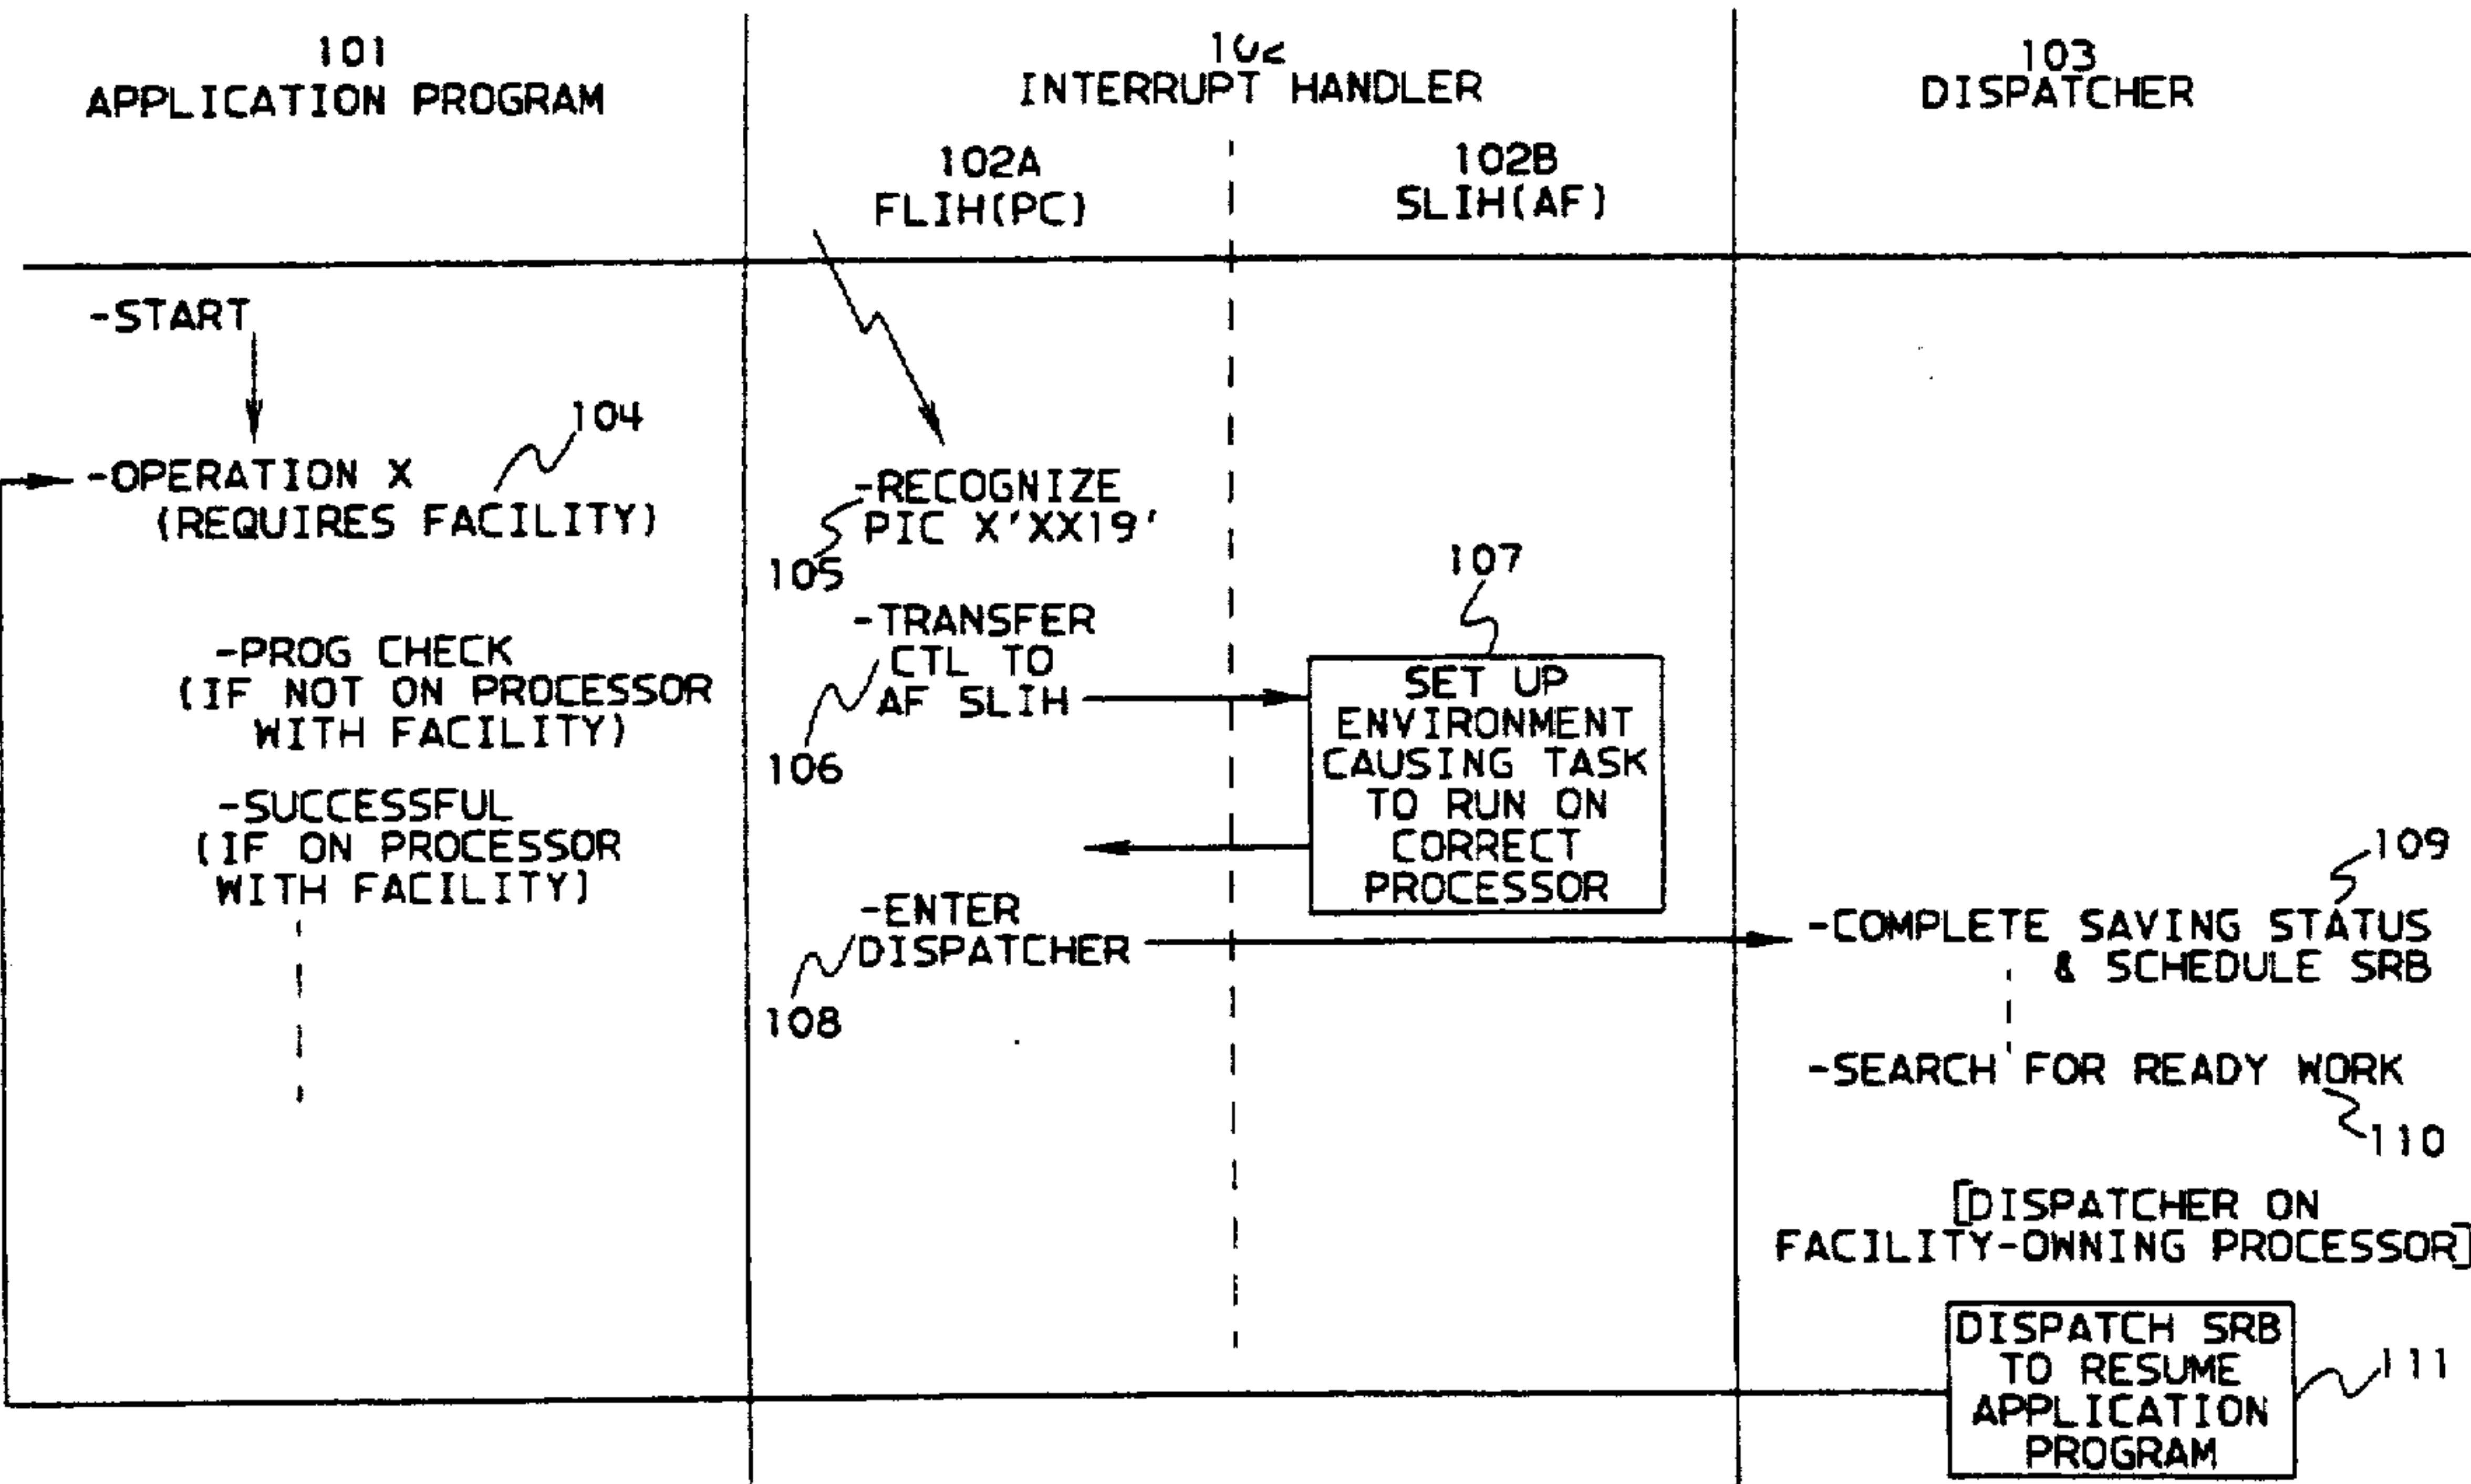 101
APPLICATION PROGRAM
102
INTERRUPT HANDLER
103
DISPATCHER
102A
FLIH(PC)
102B
SLIH(AF)
-START
104
-OPERATION X
(REQUIRES FACILITY)
-PROG CHECK
(IF NOT ON PROCESSOR
WITH FACILITY)
-SUCCESSFUL
(IF ON PROCESSOR
WITH FACILITY)
-RECOGNIZE
PIC X'XX19'
105
-TRANSFER
CTL TO
AF SLIH
106
107
SET UP
ENVIRONMENT
CAUSING TASK
TO RUN ON
CORRECT
PROCESSOR
-ENTER
DISPATCHER
108
109
-COMPLETE SAVING STATUS
& SCHEDULE SRB
-SEARCH FOR READY WORK
110
[DISPATCHER ON
FACILITY-OWNING PROCESSOR]
DISPATCH SRB
TO RESUME
APPLICATION
PROGRAM
111